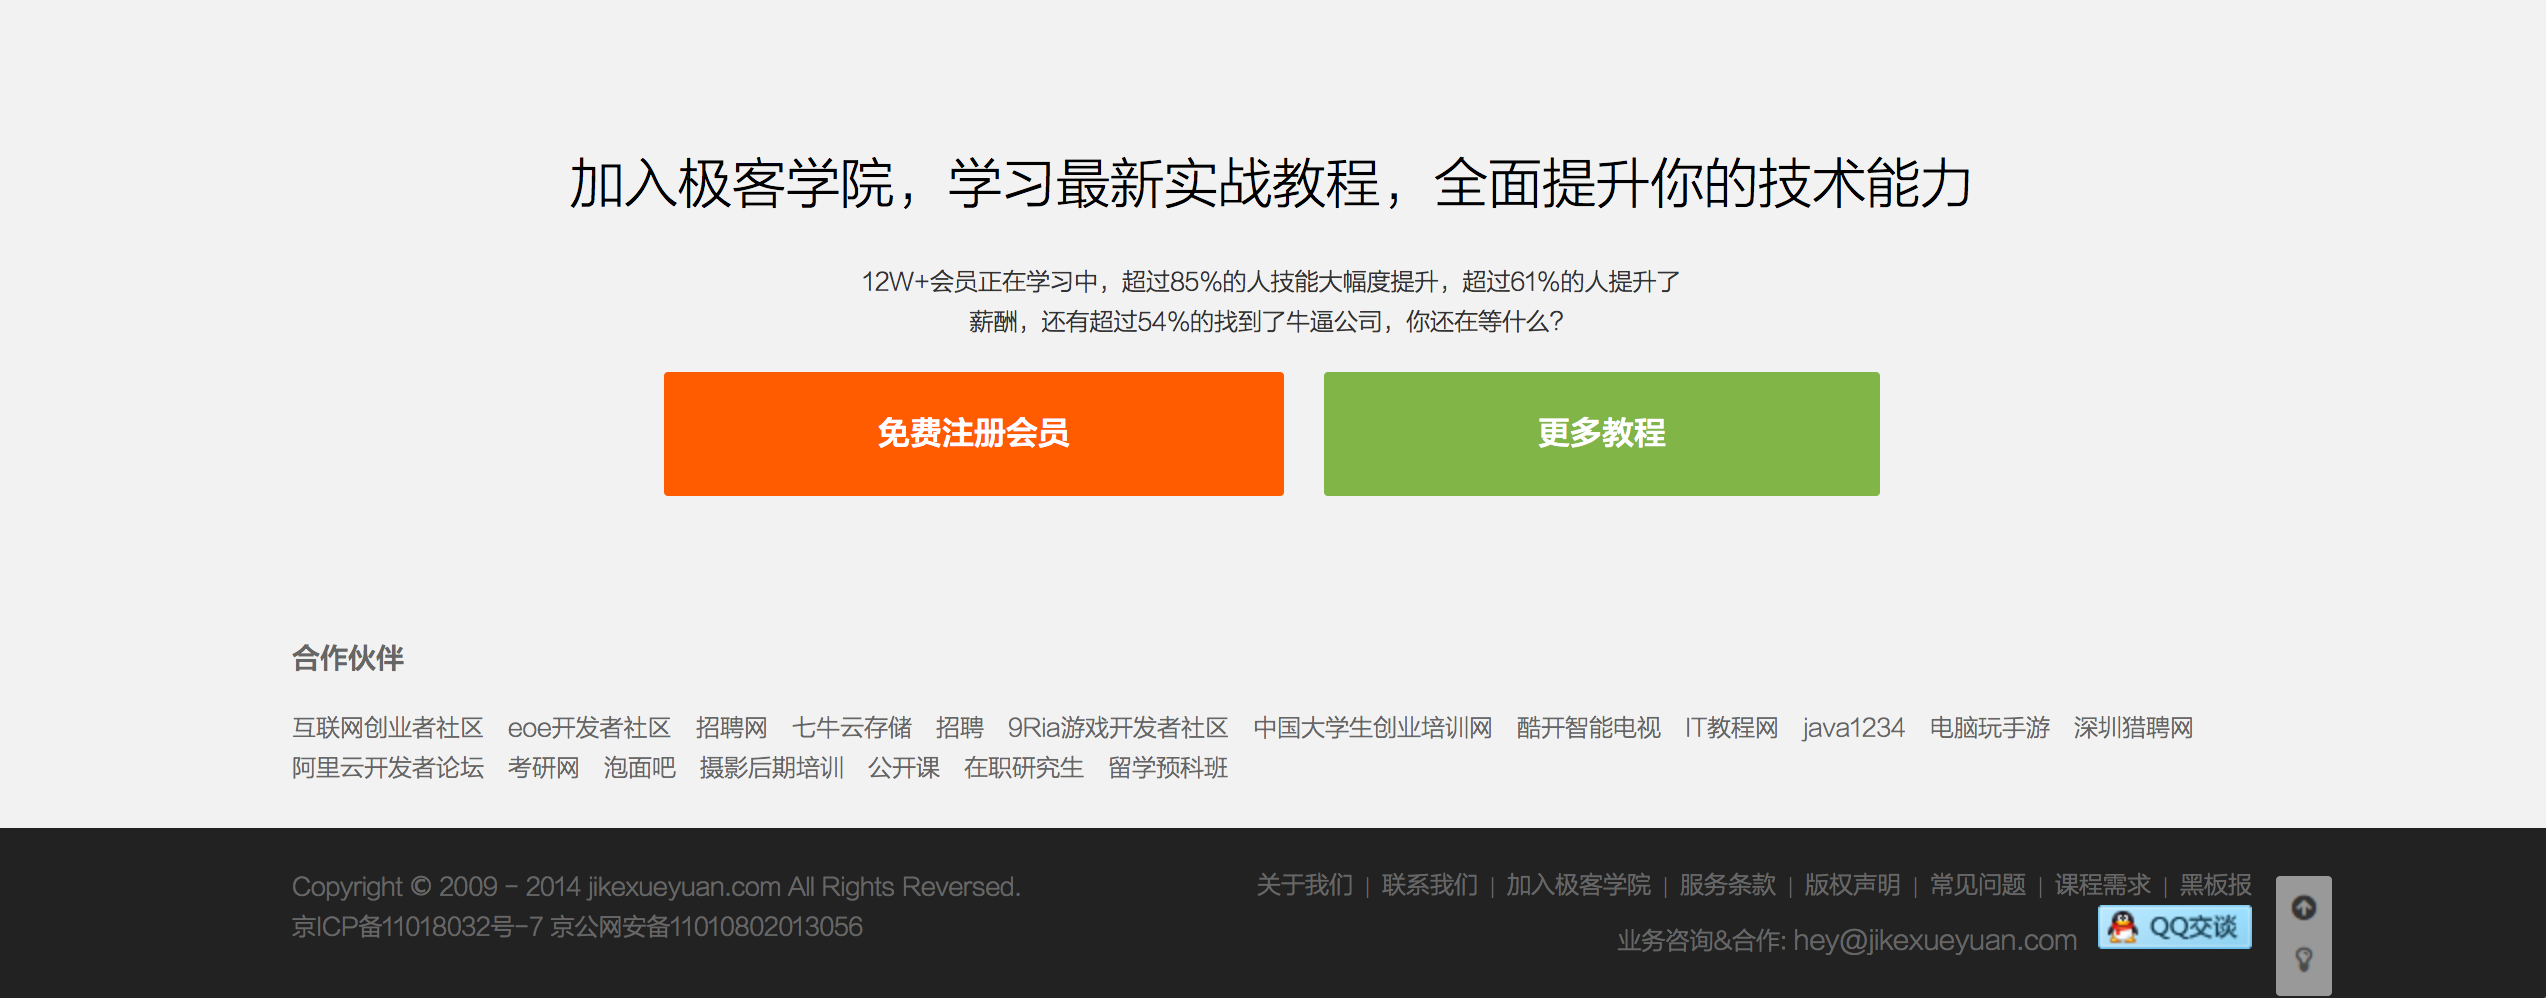 加入极客学院，学习最新实战教程，全面提升你的技术能力
12W+会员正在学习中，超过85%的人技能大幅度提升，超过61%的人提升了
薪酬，还有超过54%的找到了牛逼公司，你还在等什么？
免费注册会员
更多教程
合作伙伴
互联网创业者社区 eoe开发者社区 招聘网 七牛云存储 招聘 9Ria游戏开发者社区 中国大学生创业培训网 酷开智能电视 IT教程网 java1234 电脑玩手游 深圳猎聘网
阿里云开发者论坛 考研网 泡面吧 摄影后期培训 公开课 在职研究生 留学预科班
Copyright © 2009 - 2014 jikexueyuan.com All Rights Reversed.
京ICP备11018032号-7 京公网安备11010802013056
关于我们 | 联系我们 | 加入极客学院 | 服务条款 | 版权声明 | 常见问题 | 课程需求 | 黑板报
业务咨询&合作: hey@jikexueyuan.com QQ交谈